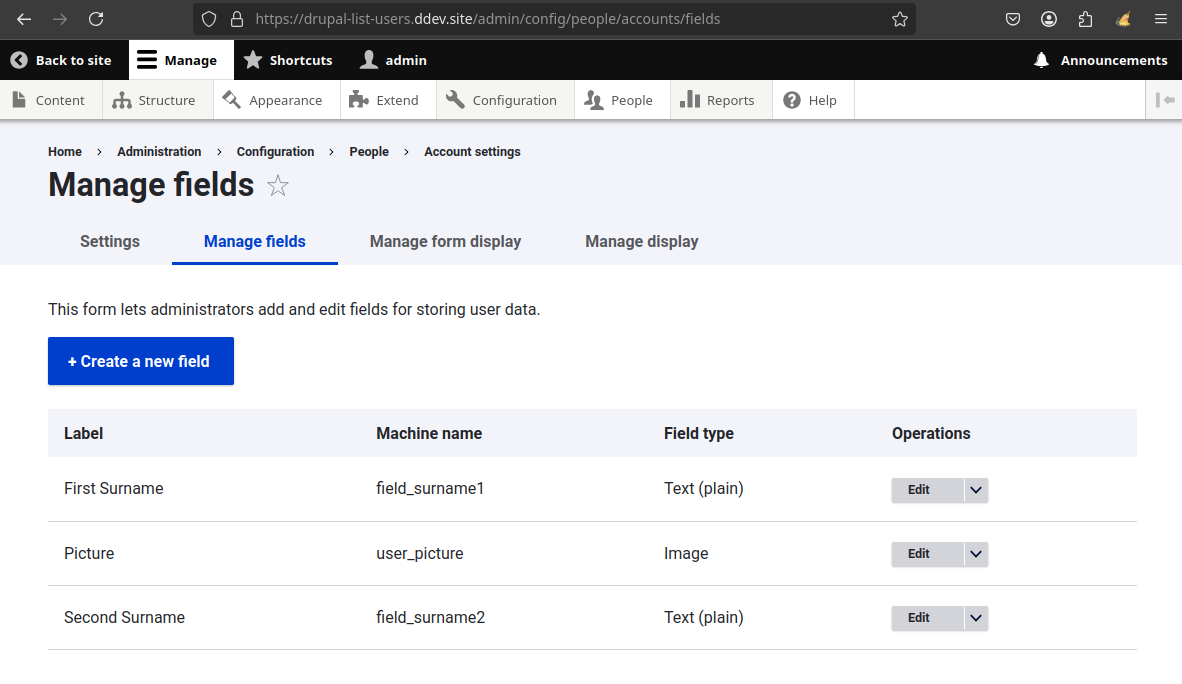 https://drupal-list-users.ddev.site/admin/config/people/accounts/fields
Back to site Manage Shortcuts admin Announcements
Content Structure Appearance Extend Configuration People Reports Help
Home › Administration › Configuration › People › Account settings
Manage fields
Settings Manage fields Manage form display Manage display
This form lets administrators add and edit fields for storing user data.
+ Create a new field
Label Machine name Field type Operations
First Surname field_surname1 Text (plain) Edit
Picture user_picture Image Edit
Second Surname field_surname2 Text (plain) Edit